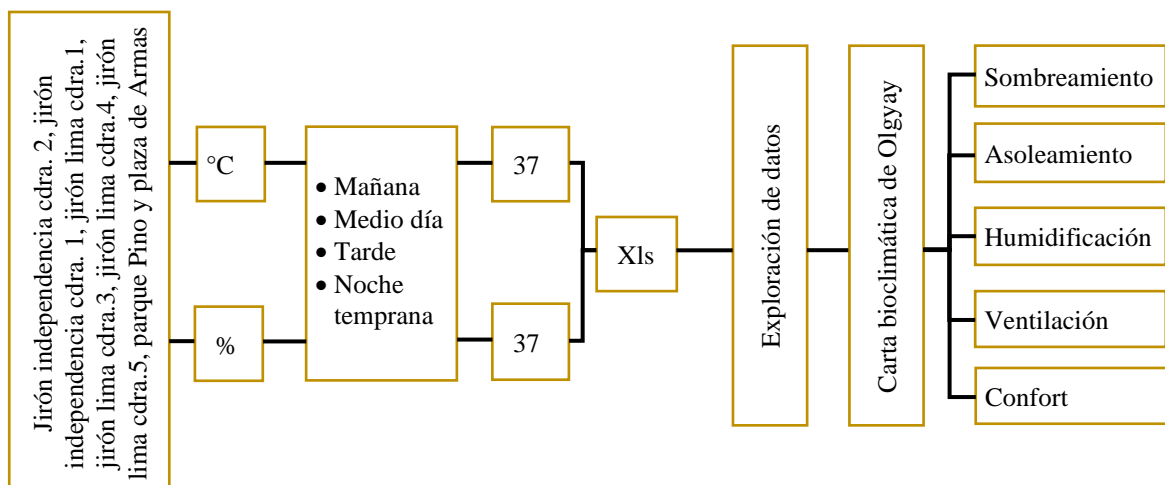 Jirón independencia cdra. 2, jirón
independencia cdra. 1, jirón lima cdra.1,
jirón lima cdra.3, jirón lima cdra.4, jirón
lima cdra.5, parque Pino y plaza de Armas
°C
%
• Mañana
• Medio día
• Tarde
• Noche
temprana
37
37
Xls
Exploración de datos
Carta bioclimática de Olgyay
Sombreamiento
Asoleamiento
Humidificación
Ventilación
Confort